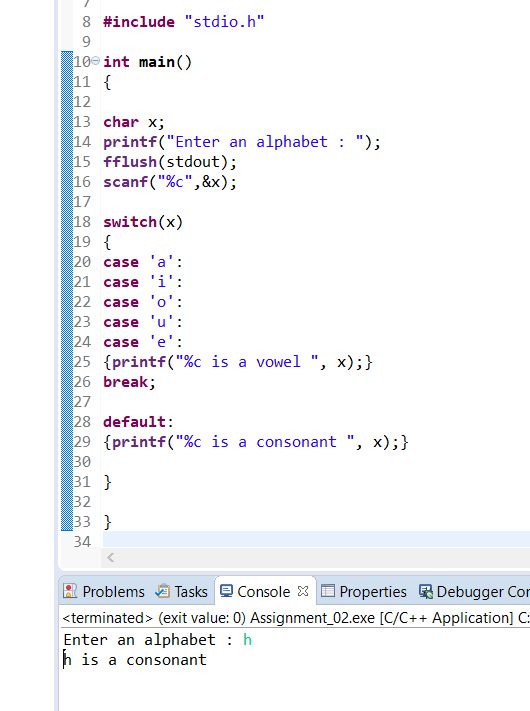 7
8 #include "stdio.h"
9
10 int main()
11 {
12
13 char x;
14 printf("Enter an alphabet : ");
15 fflush(stdout);
16 scanf("%c",&x);
17
18 switch(x)
19 {
20 case 'a':
21 case 'i':
22 case 'o':
23 case 'u':
24 case 'e':
25 {printf("%c is a vowel ", x);}
26 break;
27
28 default:
29 {printf("%c is a consonant ", x);}
30
31 }
32
33 }
34
Problems Tasks Console Properties Debugger Con
<terminated> (exit value: 0) Assignment_02.exe [C/C++ Application] C:
Enter an alphabet : h
h is a consonant